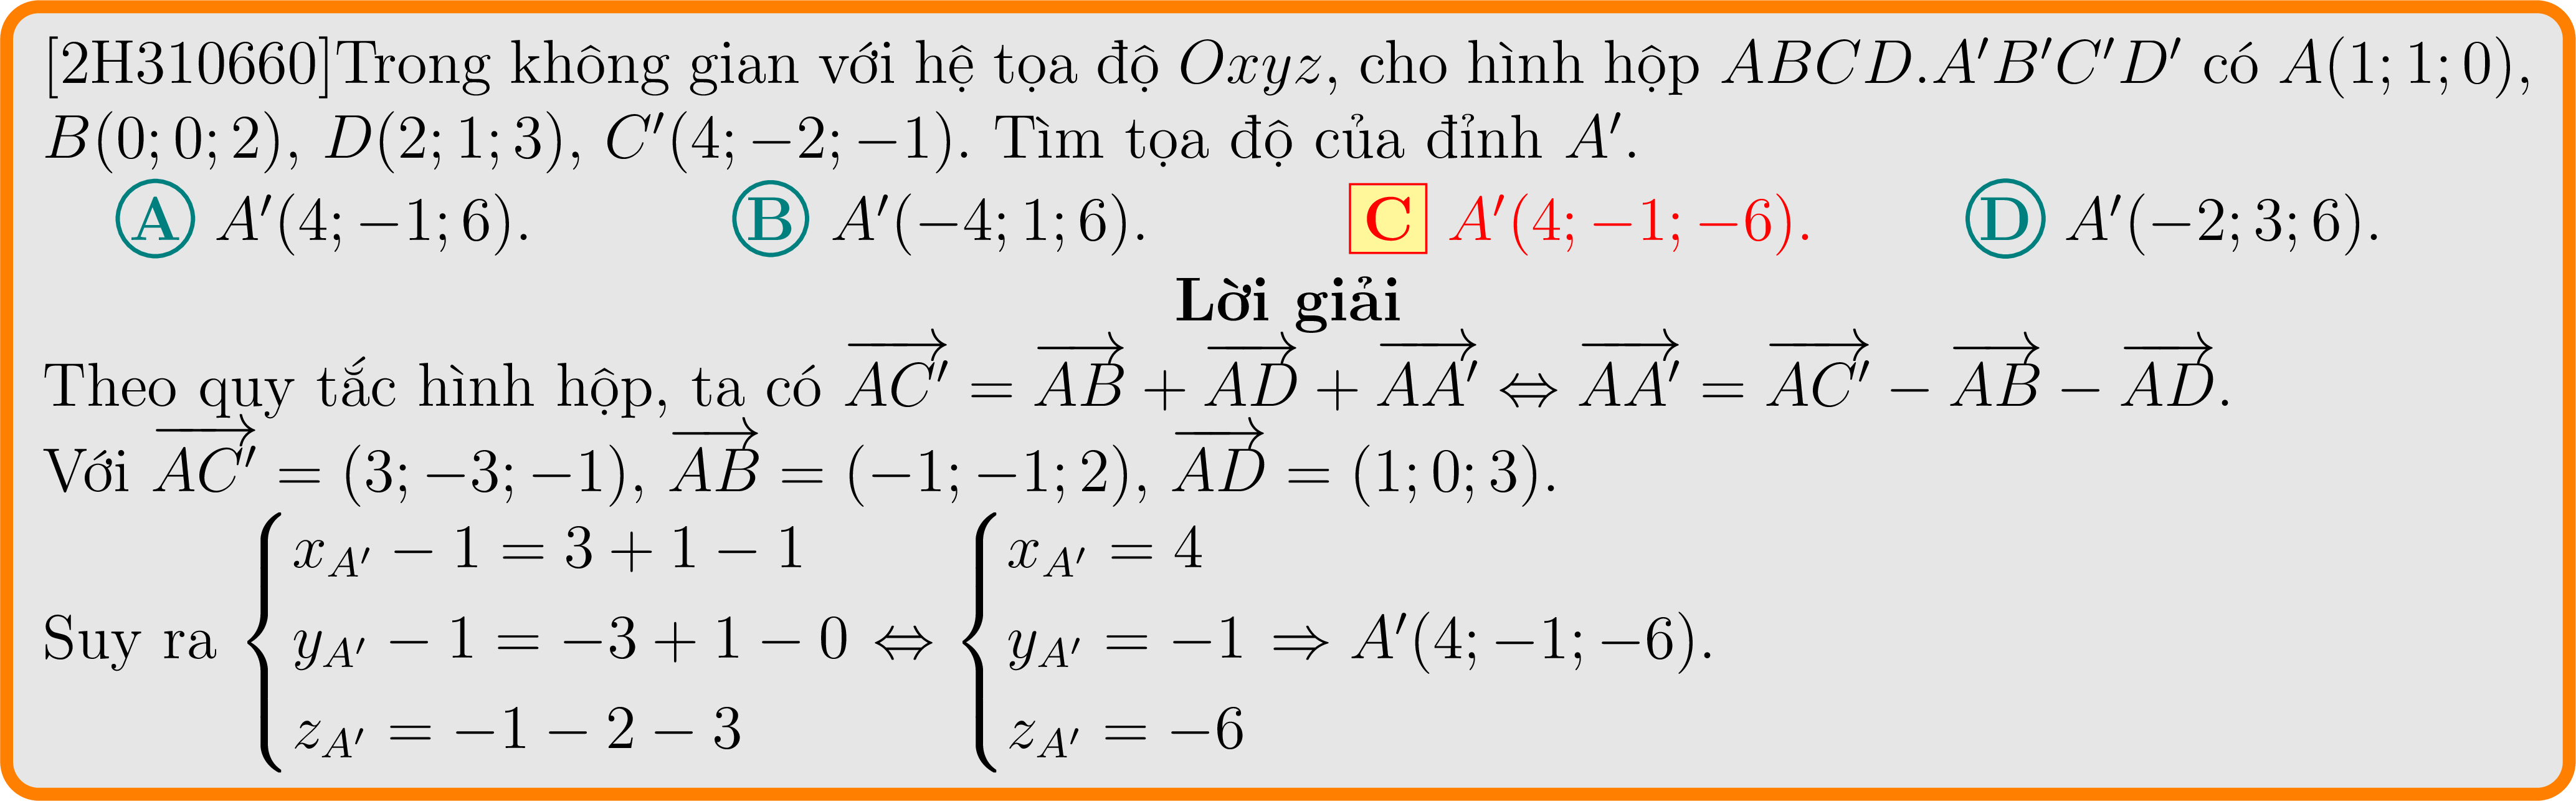 [2H310660]Trong không gian với hệ tọa độ Oxyz, cho hình hộp ABCD.A′B′C′D′ có A(1; 1; 0),
B(0; 0; 2), D(2; 1; 3), C′(4; −2; −1). Tìm tọa độ của đỉnh A′.
A A′(4; −1; 6). B A′(−4; 1; 6). C A′(4; −1; −6). D A′(−2; 3; 6).
Lời giải
Theo quy tắc hình hộp, ta có $\overrightarrow{AC'} = \overrightarrow{AB} + \overrightarrow{AD} + \overrightarrow{AA'} \Leftrightarrow \overrightarrow{AA'} = \overrightarrow{AC'} - \overrightarrow{AB} - \overrightarrow{AD}$.
Với $\overrightarrow{AC'} = (3; -3; -1)$, $\overrightarrow{AB} = (-1; -1; 2)$, $\overrightarrow{AD} = (1; 0; 3)$.
Suy ra $\begin{cases} x_{A'} - 1 = 3 + 1 - 1 \\ y_{A'} - 1 = -3 + 1 - 0 \\ z_{A'} = -1 - 2 - 3 \end{cases} \Leftrightarrow \begin{cases} x_{A'} = 4 \\ y_{A'} = -1 \\ z_{A'} = -6 \end{cases} \Rightarrow A'(4; -1; -6)$.